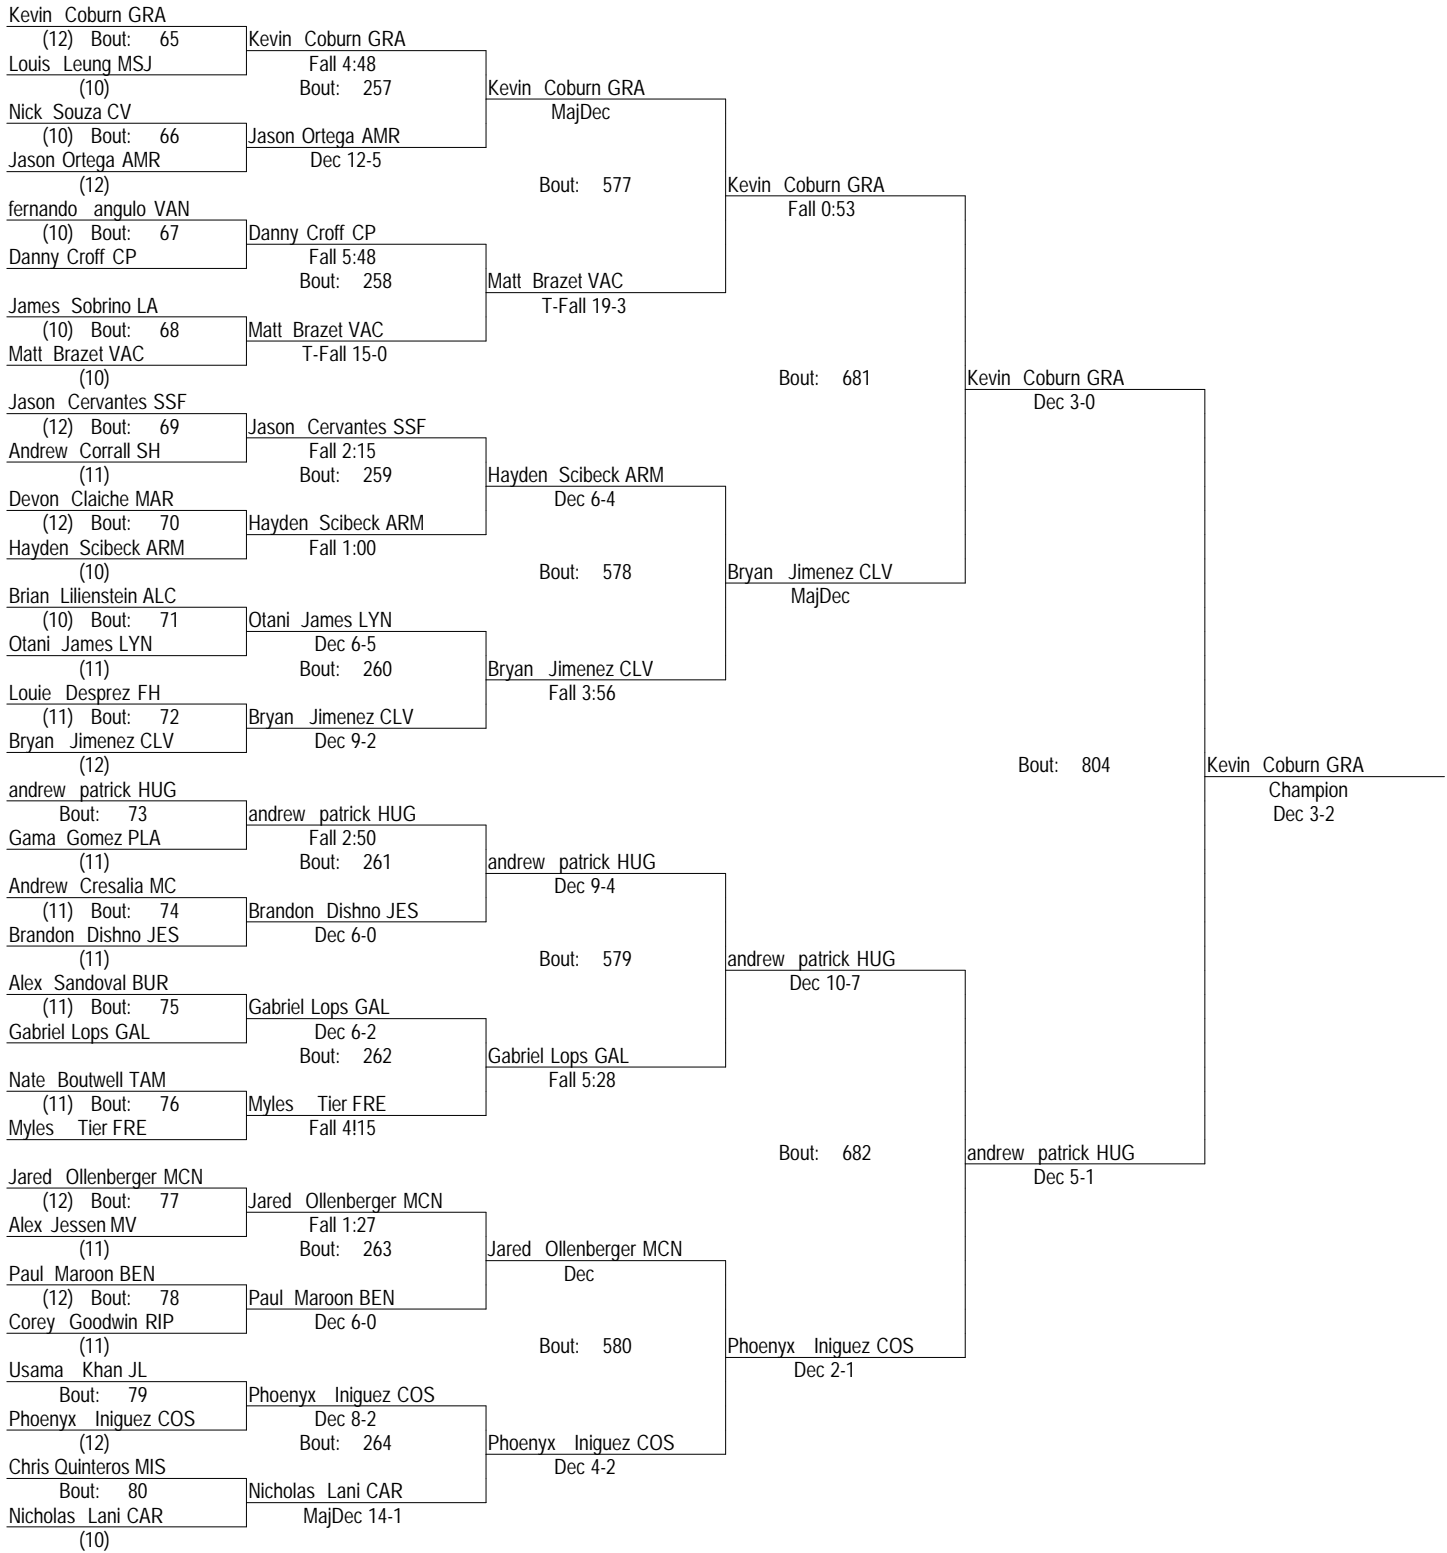 Kevin Coburn GRA
(12) Bout: 65
Louis Leung MSJ
(10)
Nick Souza CV
(10) Bout: 66
Jason Ortega AMR
(12)
fernando angulo VAN
(10) Bout: 67
Danny Croff CP
James Sobrino LA
(10) Bout: 68
Matt Brazet VAC
(10)
Jason Cervantes SSF
(12) Bout: 69
Andrew Corrall SH
(11)
Devon Claiche MAR
(12) Bout: 70
Hayden Scibeck ARM
(10)
Brian Lilienstein ALC
(10) Bout: 71
Otani James LYN
(11)
Louie Desprez FH
(11) Bout: 72
Bryan Jimenez CLV
(12)
andrew patrick HUG
Bout: 73
Gama Gomez PLA
(11)
Andrew Cresalia MC
(11) Bout: 74
Brandon Dishno JES
(11)
Alex Sandoval BUR
(11) Bout: 75
Gabriel Lops GAL
Nate Boutwell TAM
(11) Bout: 76
Myles Tier FRE
Jared Ollenberger MCN
(12) Bout: 77
Alex Jessen MV
(11)
Paul Maroon BEN
(12) Bout: 78
Corey Goodwin RIP
(11)
Usama Khan JL
Bout: 79
Phoenyx Iniguez COS
(12)
Chris Quinteros MIS
Bout: 80
Nicholas Lani CAR
(10)
Kevin Coburn GRA
Fall 4:48
Bout: 257
Jason Ortega AMR
Dec 12-5
Danny Croff CP
Fall 5:48
Bout: 258
Matt Brazet VAC
T-Fall 15-0
Jason Cervantes SSF
Fall 2:15
Bout: 259
Hayden Scibeck ARM
Fall 1:00
Otani James LYN
Dec 6-5
Bout: 260
Bryan Jimenez CLV
Dec 9-2
andrew patrick HUG
Fall 2:50
Bout: 261
Brandon Dishno JES
Dec 6-0
Gabriel Lops GAL
Dec 6-2
Bout: 262
Myles Tier FRE
Fall 4!15
Jared Ollenberger MCN
Fall 1:27
Bout: 263
Paul Maroon BEN
Dec 6-0
Phoenyx Iniguez COS
Dec 8-2
Bout: 264
Nicholas Lani CAR
MajDec 14-1
Kevin Coburn GRA
MajDec
Bout: 577
Matt Brazet VAC
T-Fall 19-3
Hayden Scibeck ARM
Dec 6-4
Bout: 578
Bryan Jimenez CLV
Fall 3:56
andrew patrick HUG
Dec 9-4
Bout: 579
Gabriel Lops GAL
Fall 5:28
Jared Ollenberger MCN
Dec
Bout: 580
Phoenyx Iniguez COS
Dec 4-2
Kevin Coburn GRA
Fall 0:53
Bout: 681
Bryan Jimenez CLV
MajDec
andrew patrick HUG
Dec 10-7
Bout: 682
Phoenyx Iniguez COS
Dec 2-1
Kevin Coburn GRA
Dec 3-0
Bout: 804
andrew patrick HUG
Dec 5-1
Kevin Coburn GRA
Champion
Dec 3-2